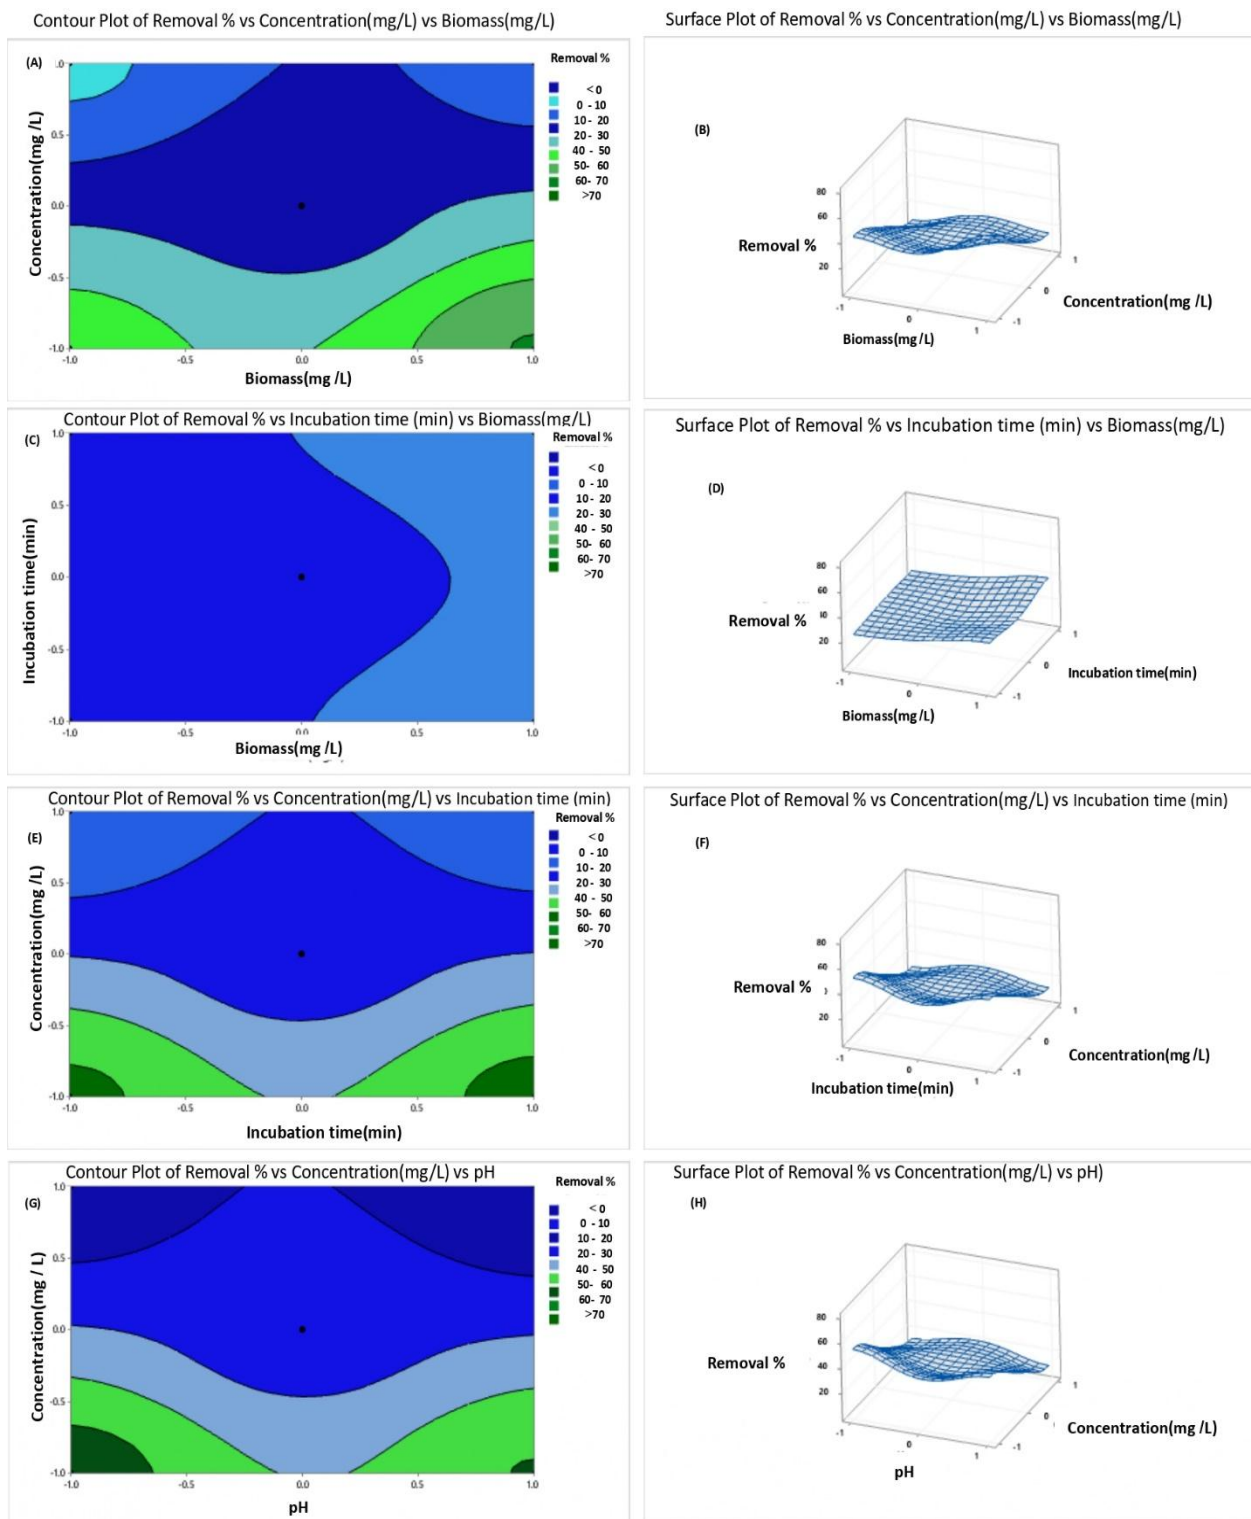 Contour Plot of Removal % vs Concentration(mg/L) vs Biomass(mg/L)
(A)
Removal %
< 0
0 - 10
10 - 20
20 - 30
40 - 50
50- 60
60- 70
>70
.0
0.5
0.0
-0.5
-1.0
Concentration(mg /L)
-1.0 -0.5 0.0 0.5 1.0
Biomass(mg /L)
Surface Plot of Removal % vs Concentration(mg/L) vs Biomass(mg/L)
(B)
80
60
Removal %
20
-1 0 1
Biomass(mg/L)
1
0
-1
Concentration(mg /L)
Contour Plot of Removal % vs Incubation time (min) vs Biomass(mg/L)
(C)
Removal %
< 0
0 - 10
10 - 20
20 - 30
40 - 50
50- 60
60- 70
>70
1.0
0.5
0.0
-0.5
-1.0
Incubation time(min)
-1.0 -0.5 0.0 0.5 1.0
Biomass(mg /L)
Surface Plot of Removal % vs Incubation time (min) vs Biomass(mg/L)
(D)
80
60
Removal %
20
-1 0 1
Biomass(mg/L)
1
0
-1
Incubation time(min)
Contour Plot of Removal % vs Concentration(mg/L) vs Incubation time (min)
(E)
Removal %
< 0
0 - 10
10 - 20
20 - 30
40 - 50
50- 60
60- 70
>70
1.0
0.5
0.0
-0.5
-1.0
Concentration(mg /L)
-1.0 -0.5 0.0 0.5 1.0
Incubation time(min)
Surface Plot of Removal % vs Concentration(mg/L) vs Incubation time (min)
(F)
80
60
Removal %
20
-1 0 1
Incubation time(min)
1
0
-1
Concentration(mg /L)
Contour Plot of Removal % vs Concentration(mg/L) vs pH
(G)
Removal %
< 0
0 - 10
10 - 20
20 - 30
40 - 50
50- 60
60- 70
>70
1.0
0.5
0.0
-0.5
-1.0
Concentration(mg / L)
-1.0 -0.5 0.0 0.5 1.0
pH
Surface Plot of Removal % vs Concentration(mg/L) vs pH)
(H)
80
60
Removal %
40
20
-1 0 1
pH
1
0
-1
Concentration(mg /L)